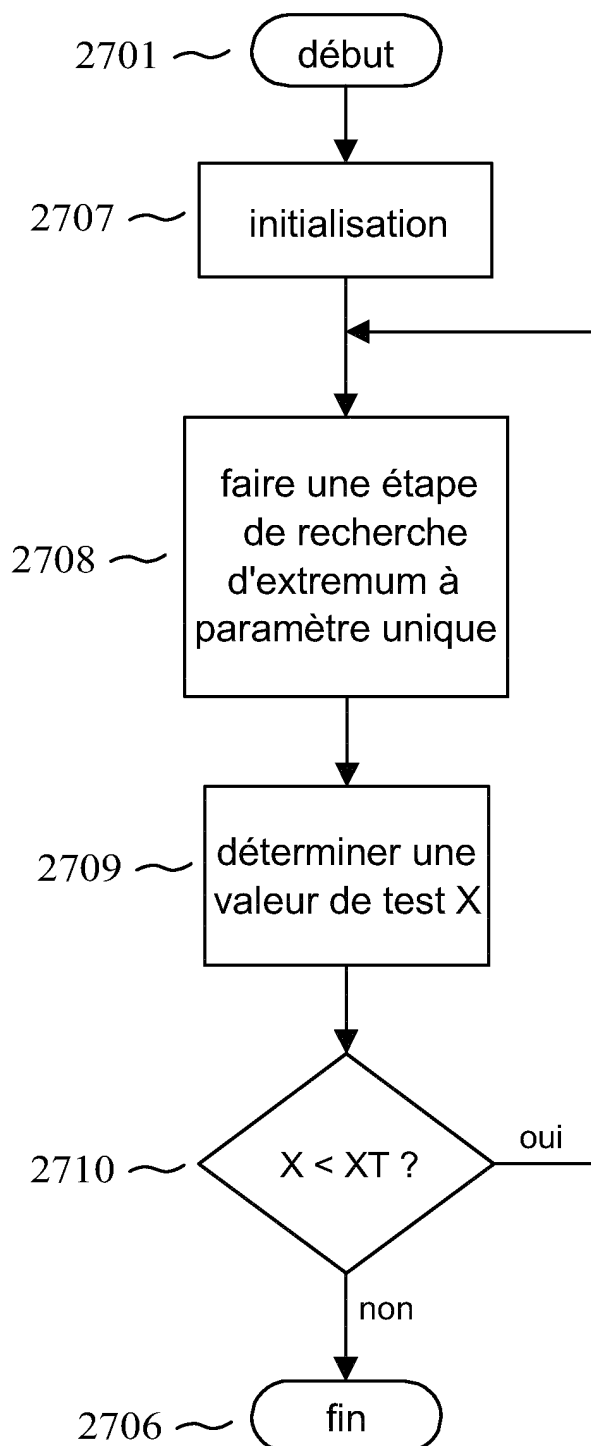 2701 début
2707 initialisation
2708
faire une étape
de recherche
d'extremum à
paramètre unique
2709
déterminer une
valeur de test X
2710 X < XT ? oui
non
2706 fin